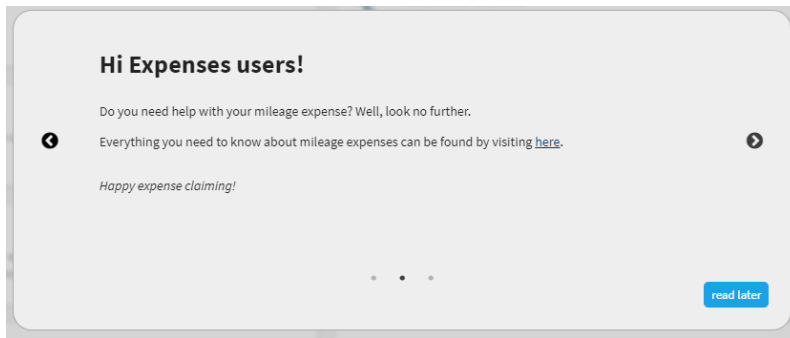 Hi Expenses users!
Do you need help with your mileage expense? Well, look no further.
Everything you need to know about mileage expenses can be found by visiting here.
Happy expense claiming!
read later